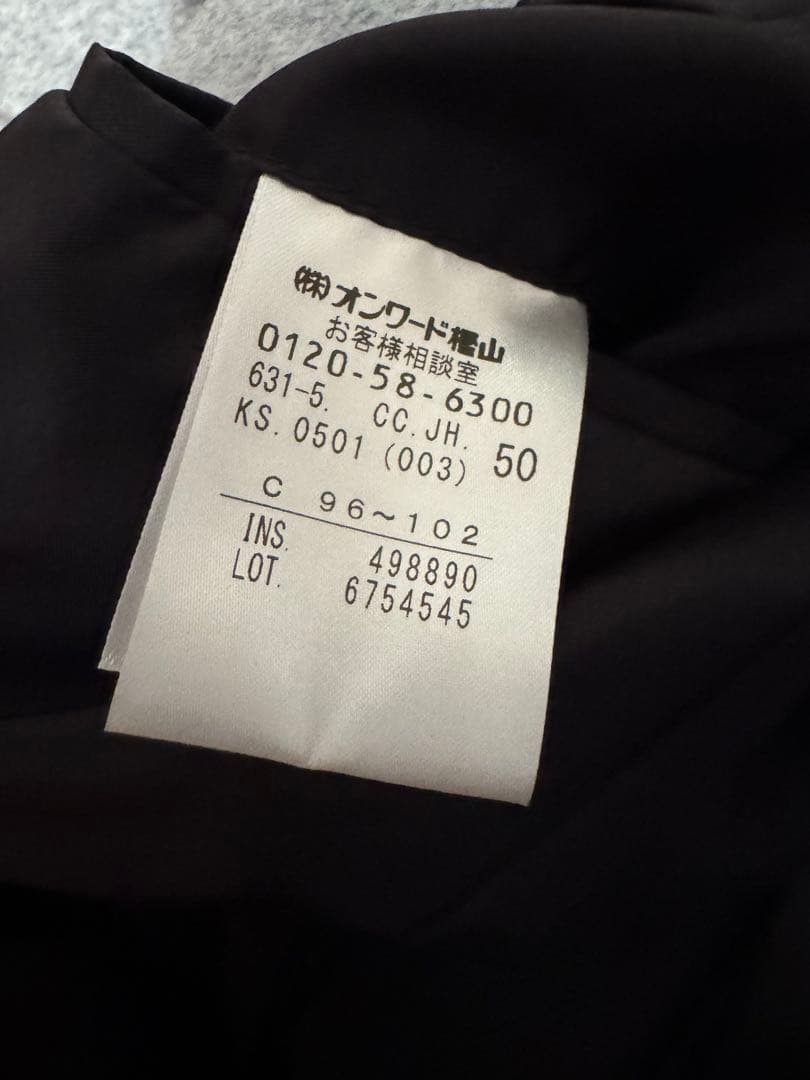 ㈱オンワード樫山
お客様相談室
0120-58-6300
631-5. CC.JH. 50
KS.0501(003)
C 96～102
INS. 498890
LOT. 6754545